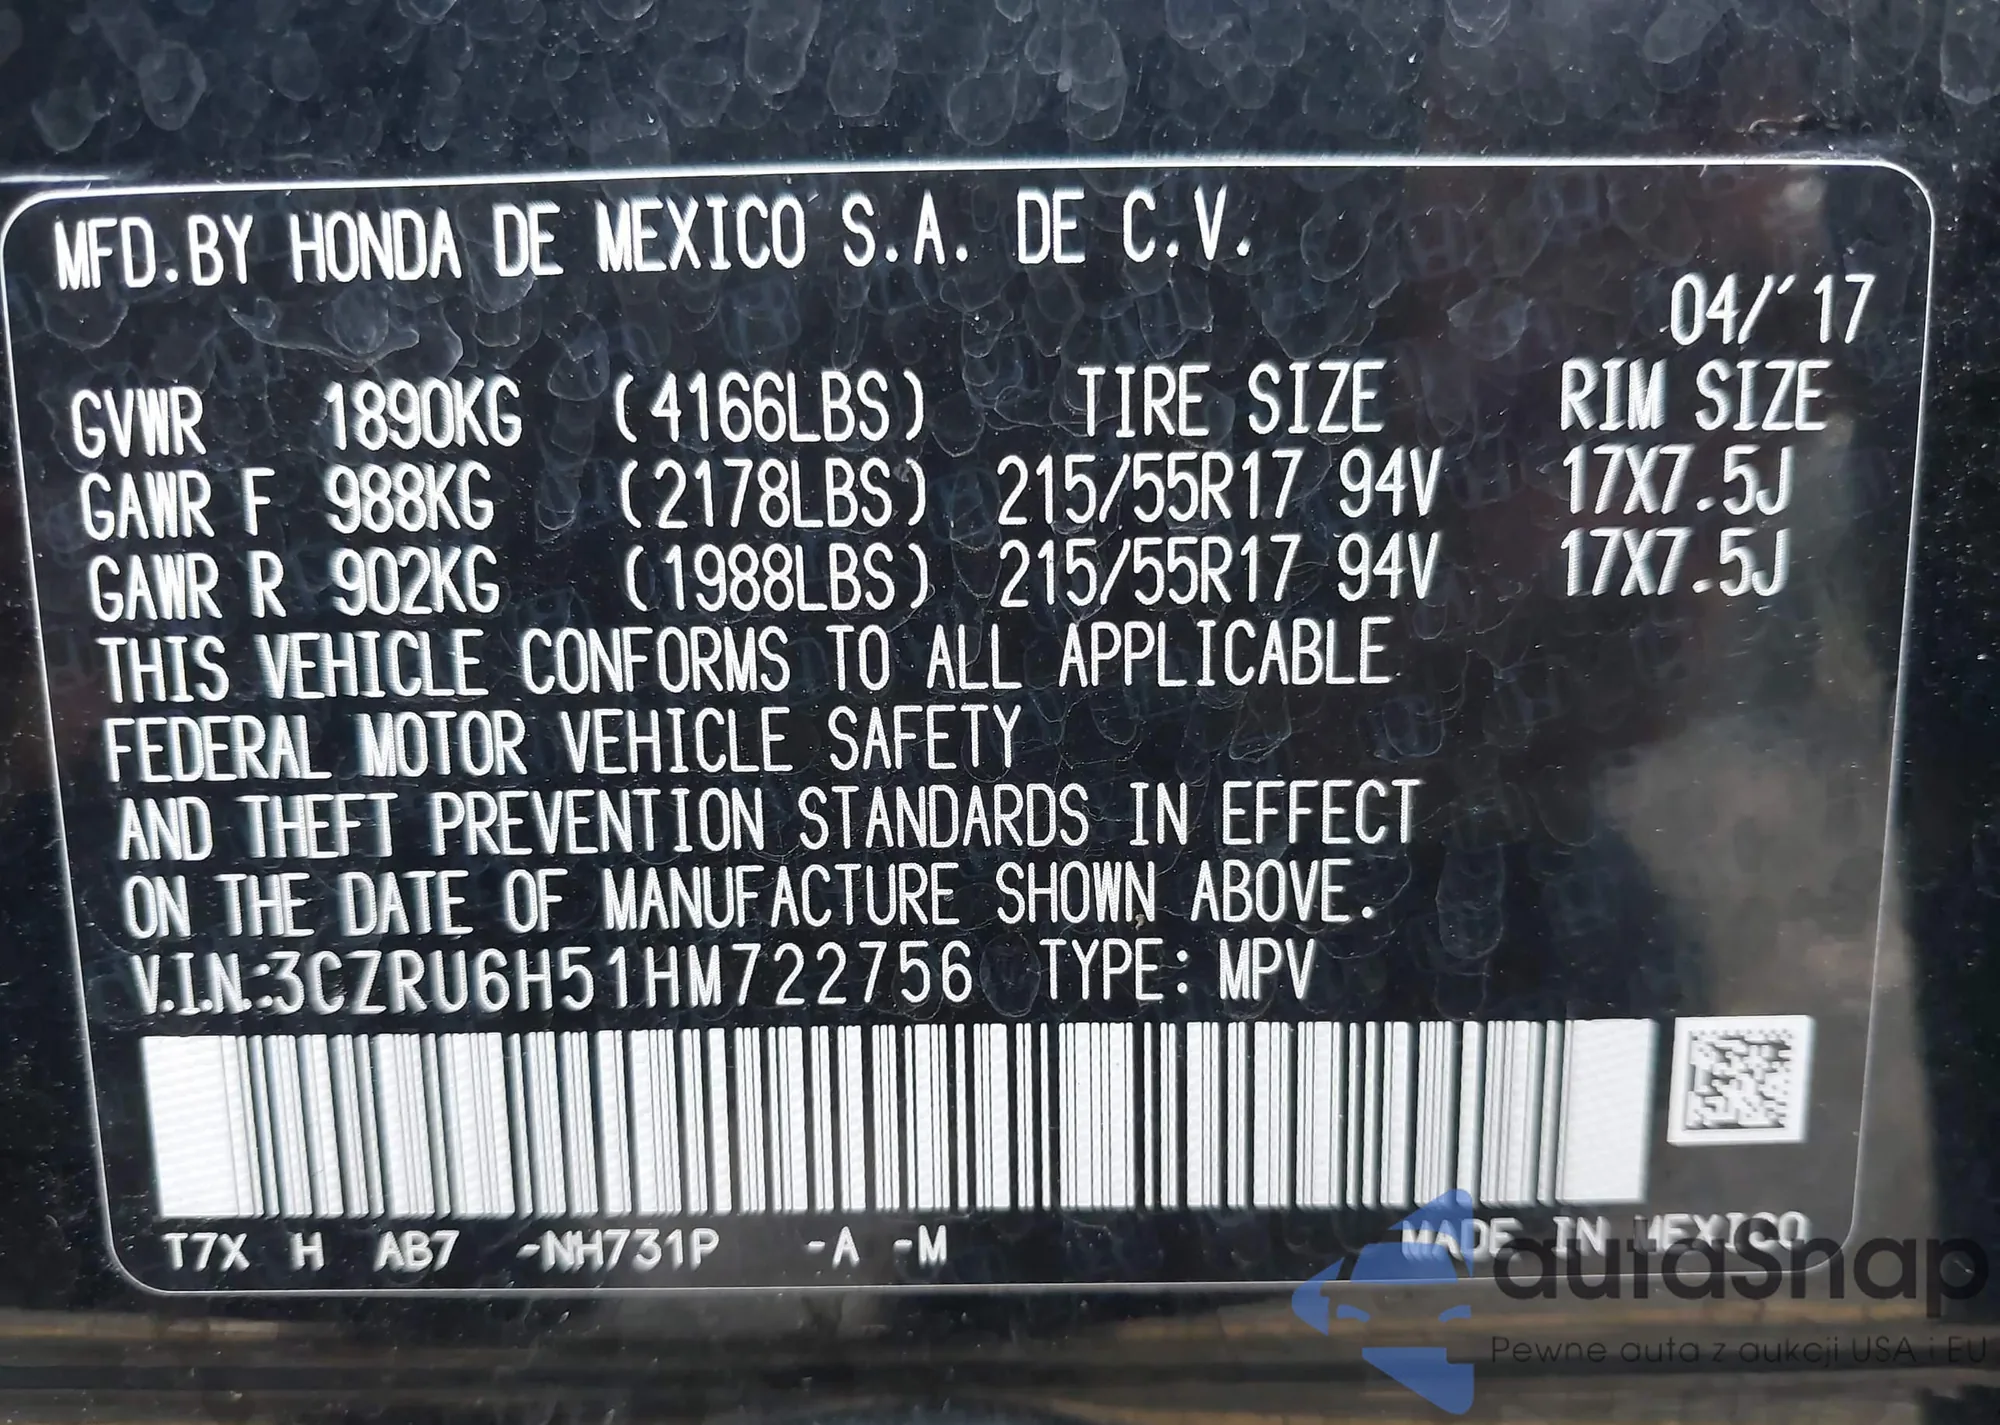 MFD.BY HONDA DE MEXICO S.A. DE C.V.
04/'17
GVWR 1890KG (4166LBS) TIRE SIZE RIM SIZE
GAWR F 988KG (2178LBS) 215/55R17 94V 17X7.5J
GAWR R 902KG (1988LBS) 215/55R17 94V 17X7.5J
THIS VEHICLE CONFORMS TO ALL APPLICABLE
FEDERAL MOTOR VEHICLE SAFETY
AND THEFT PREVENTION STANDARDS IN EFFECT
ON THE DATE OF MANUFACTURE SHOWN ABOVE.
V.I.N.:3CZRU6H51HM722756 TYPE: MPV
T7X H AB7 -NH731P -A -M MADE IN MEXICO
autaSnap
Pewne auta z aukcji USA i EU